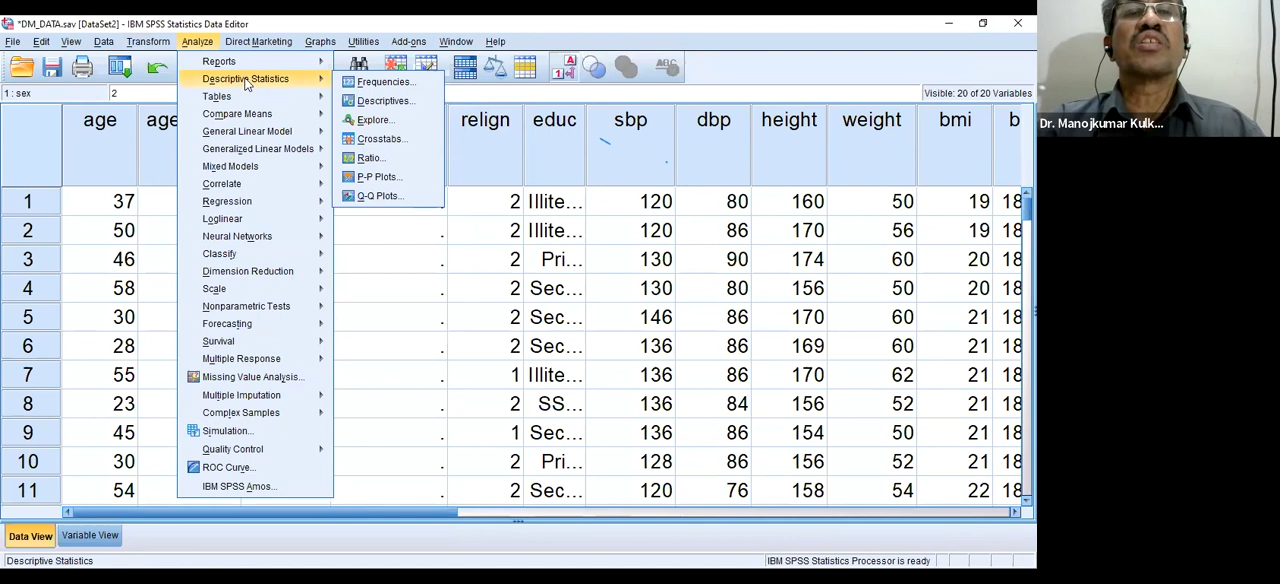 *DM_DATA.sav [DataSet2] - IBM SPSS Statistics Data Editor
File Edit View Data Transform Analyze Direct Marketing Graphs Utilities Add-ons Window Help
1 : sex 2 Visible: 20 of 20 Variables
Reports
Descriptive Statistics
Tables
Compare Means
General Linear Model
Generalized Linear Models
Mixed Models
Correlate
Regression
Loglinear
Neural Networks
Classify
Dimension Reduction
Scale
Nonparametric Tests
Forecasting
Survival
Multiple Response
Missing Value Analysis...
Multiple Imputation
Complex Samples
Simulation...
Quality Control
ROC Curve...
IBM SPSS Amos...
Frequencies...
Descriptives...
Explore...
Crosstabs...
Ratio...
P-P Plots...
Q-Q Plots...
age age relign educ sbp dbp height weight bmi b
1 37 2 Illite... 120 80 160 50 19 18
2 50 . 2 Illite... 120 86 170 56 19 18
3 46 . 2 Pri... 130 90 174 60 20 18
4 58 . 2 Sec... 130 80 156 50 20 18
5 30 . 2 Sec... 146 86 170 60 21 18
6 28 . 2 Sec... 136 86 169 60 21 18
7 55 . 1 Illite... 136 86 170 62 21 18
8 23 . 2 SS... 136 84 156 52 21 18
9 45 . 1 Sec... 136 86 154 50 21 18
10 30 . 2 Pri... 128 86 156 52 21 18
11 54 . 2 Sec... 120 76 158 54 22 18
Data View Variable View
Descriptive Statistics IBM SPSS Statistics Processor is ready
ABC
Dr. Manojkumar Kulk...